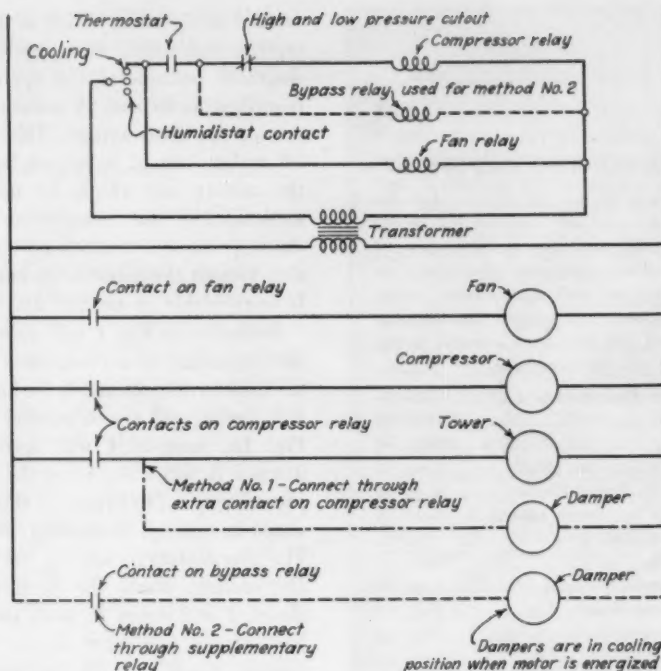 Thermostat
High and low pressure cutout
Cooling
Compressor relay
Bypass relay, used for method No. 2
Humidistat contact
Fan relay
Transformer
Contact on fan relay
Fan
Compressor
Contacts on compressor relay
Tower
Method No. 1 - Connect through
extra contact on compressor relay
Damper
Contact on bypass relay
Damper
Method No. 2 - Connect
through supplementary
relay
Dampers are in cooling
position when motor is energized